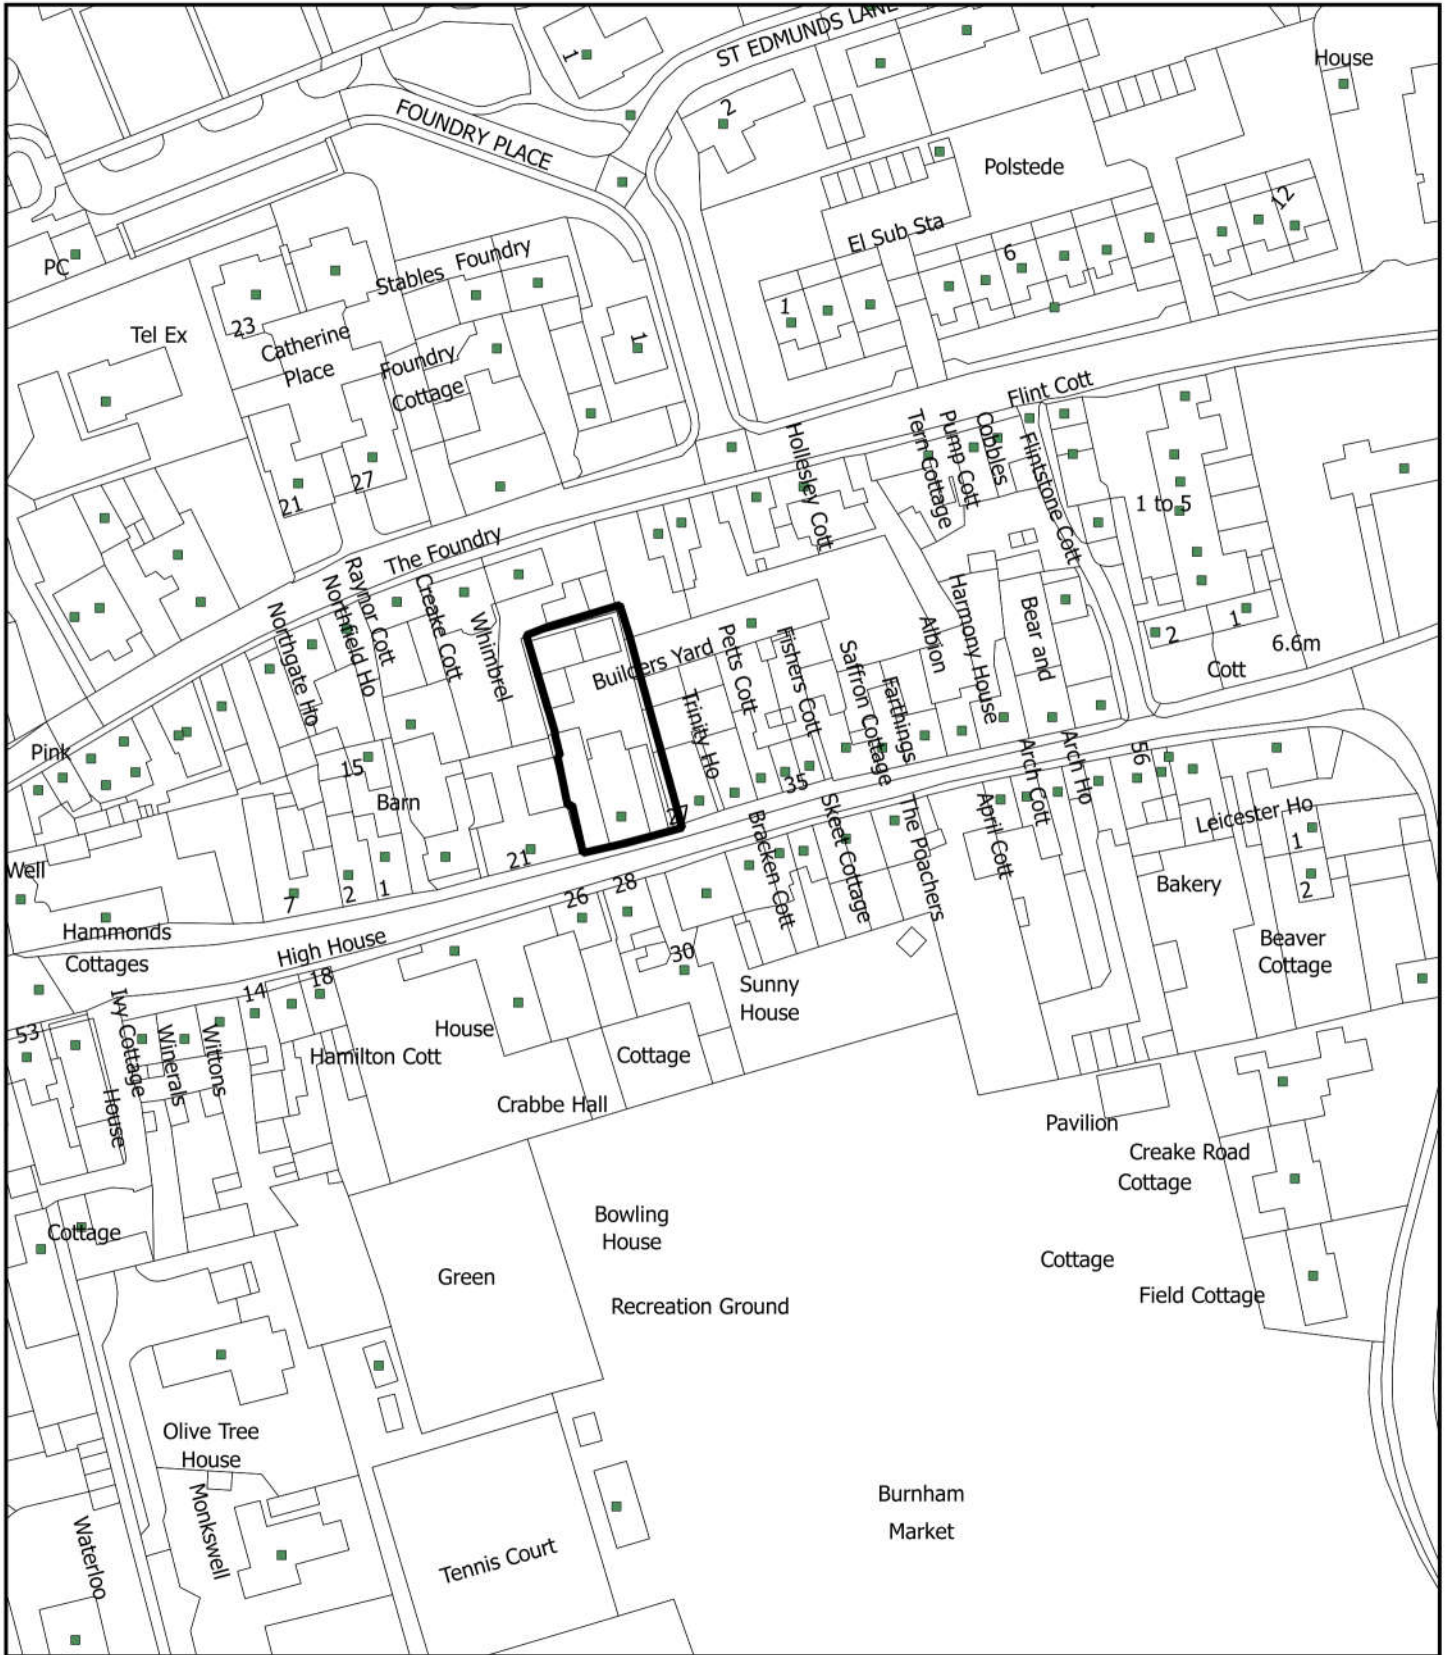 ST EDMUNDS LANE
1
House
2
FOUNDRY PLACE
Polstede
12
El Sub Sta
6
PC
Stables Foundry
1
1
Tel Ex
23
Catherine
Place
Foundry
Cottage
Flint Cott
Hollesley Cott
Tern Cottage
Pump Cott
Cobbles
Flintstone Cott
1 to 5
21
27
The Foundry
Raynor Cott
Northfield Ho
Northgate Ho
Creake Cott
Whimbrel
Builders Yard
Petts Cott
Trinity Ho
Fishers Cott
Saffron Cottage
Farthings
Albion
Harmony House
Bear and
2
1
6.6m
Cott
Pink
15
Barn
27
35
Arch Cott
Arch Ho
56
Leicester Ho
1
2
Well
21
7
2
1
26
28
30
Bracken Cott
Skeet Cottage
The Poachers
April Cott
Bakery
Hammonds
Cottages
High House
14
18
Beaver
Cottage
53
Ivy Cottage
Winerals
Wittons
House
House
Hamilton Cott
Cottage
Sunny
House
Crabbe Hall
Pavilion
Creake Road
Cottage
Cottage
Bowling
House
Green
Recreation Ground
Cottage
Field Cottage
Olive Tree
House
Monkswell
Waterloo
Tennis Court
Burnham
Market